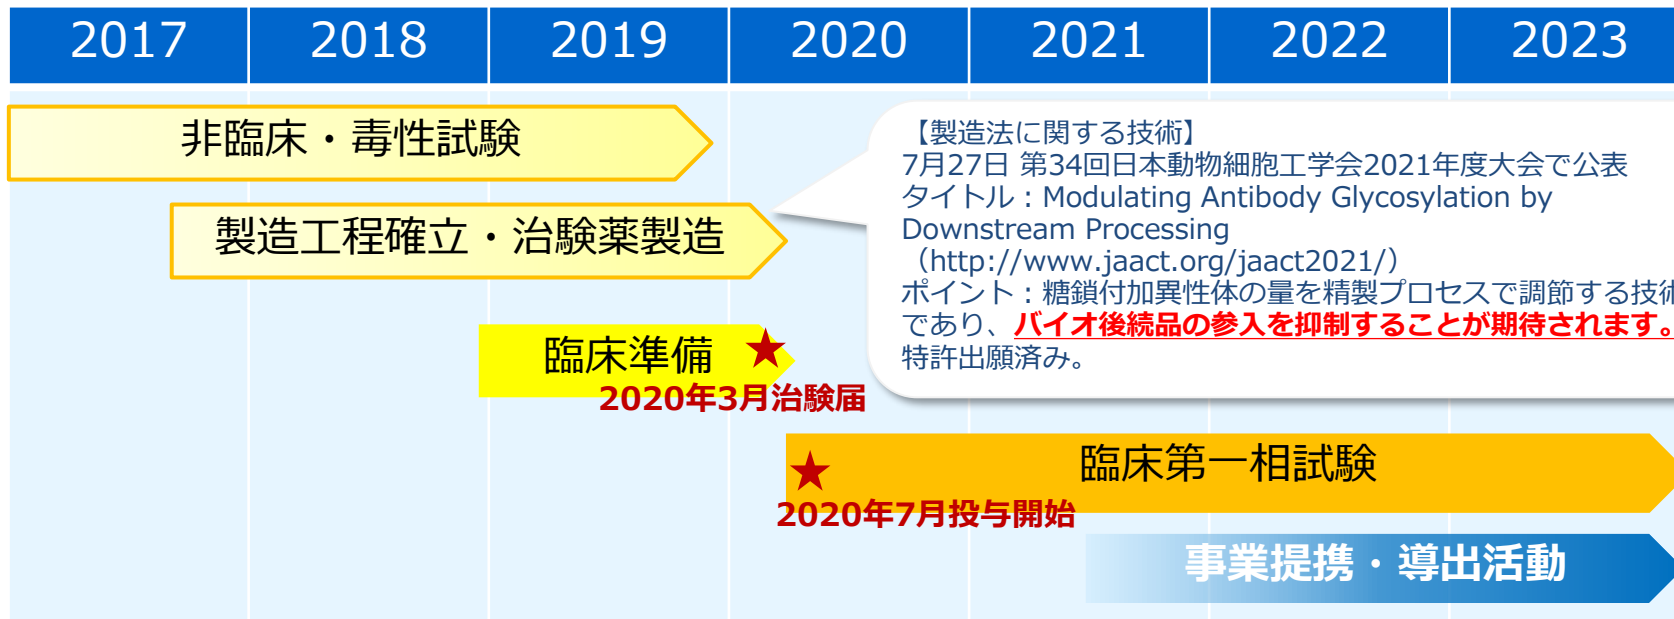 2017 2018 2019 2020 2021 2022 2023
非臨床・毒性試験
製造工程確立・治験薬製造
【製造法に関する技術】
7月27日 第34回日本動物細胞工学会2021年度大会で公表
タイトル：Modulating Antibody Glycosylation by
Downstream Processing
（http://www.jaact.org/jaact2021/）
ポイント：糖鎖付加異性体の量を精製プロセスで調節する技術
であり、バイオ後続品の参入を抑制することが期待されます。
特許出願済み。
臨床準備
2020年3月治験届
臨床第一相試験
2020年7月投与開始
事業提携・導出活動